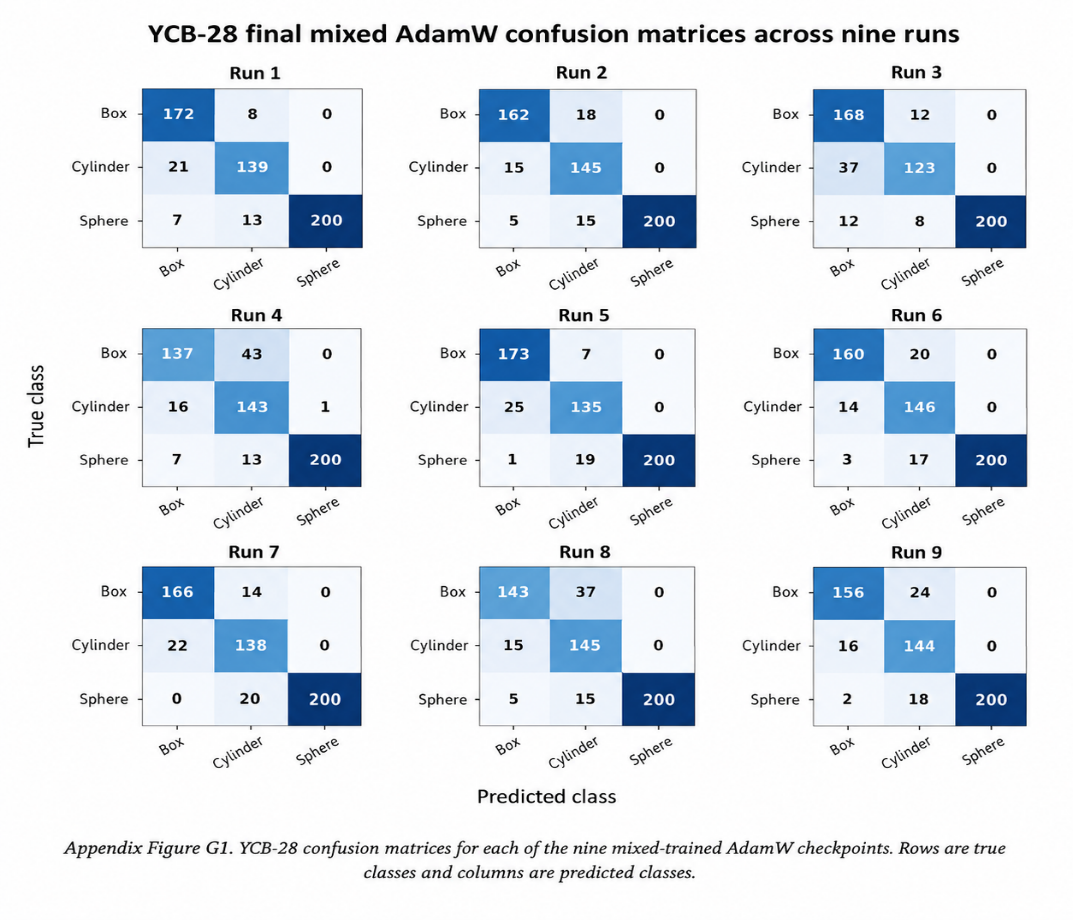 YCB-28 final mixed AdamW confusion matrices across nine runs
Run 1
Box 172 8 0
Cylinder 21 139 0
Sphere 7 13 200
Box Cylinder Sphere
Run 2
Box 162 18 0
Cylinder 15 145 0
Sphere 5 15 200
Box Cylinder Sphere
Run 3
Box 168 12 0
Cylinder 37 123 0
Sphere 12 8 200
Box Cylinder Sphere
True class
Run 4
Box 137 43 0
Cylinder 16 143 1
Sphere 7 13 200
Box Cylinder Sphere
Run 5
Box 173 7 0
Cylinder 25 135 0
Sphere 1 19 200
Box Cylinder Sphere
Run 6
Box 160 20 0
Cylinder 14 146 0
Sphere 3 17 200
Box Cylinder Sphere
Run 7
Box 166 14 0
Cylinder 22 138 0
Sphere 0 20 200
Box Cylinder Sphere
Run 8
Box 143 37 0
Cylinder 15 145 0
Sphere 5 15 200
Box Cylinder Sphere
Run 9
Box 156 24 0
Cylinder 16 144 0
Sphere 2 18 200
Box Cylinder Sphere
Predicted class
Appendix Figure G1. YCB-28 confusion matrices for each of the nine mixed-trained AdamW checkpoints. Rows are true
classes and columns are predicted classes.